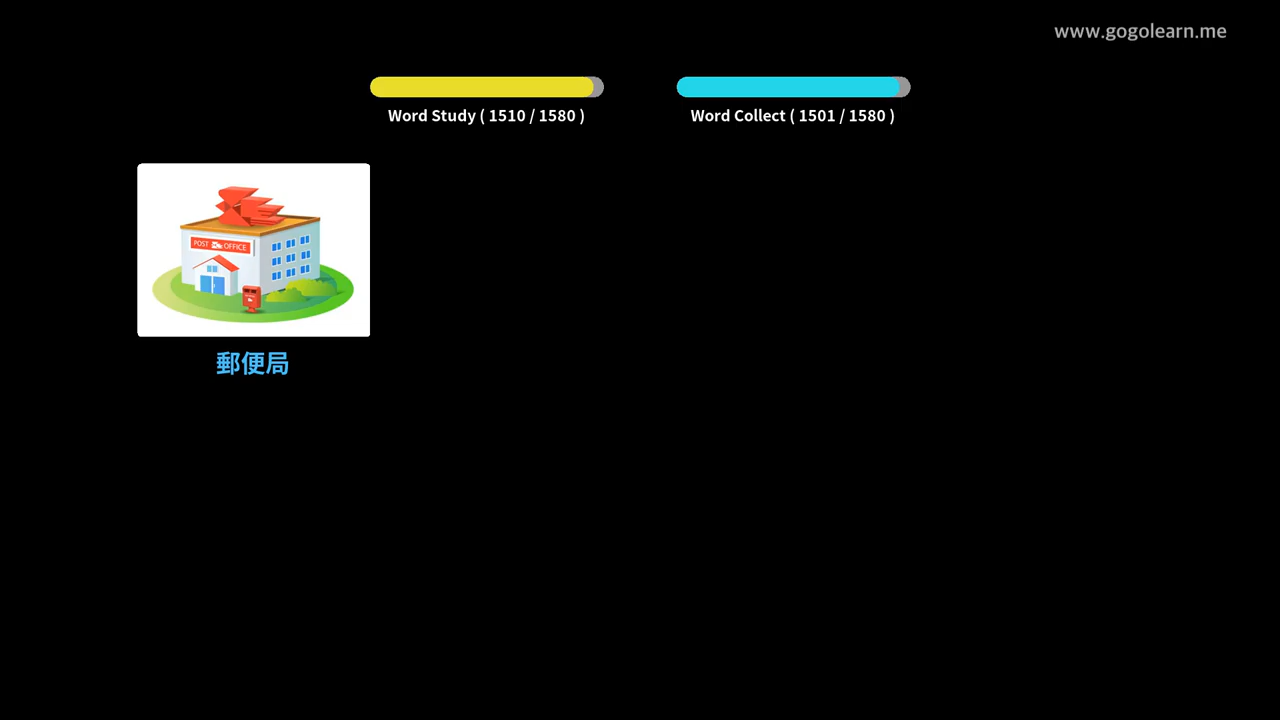 www.gogolearn.me
Word Study ( 1510 / 1580 )
Word Collect ( 1501 / 1580 )
POST OFFICE
郵便局